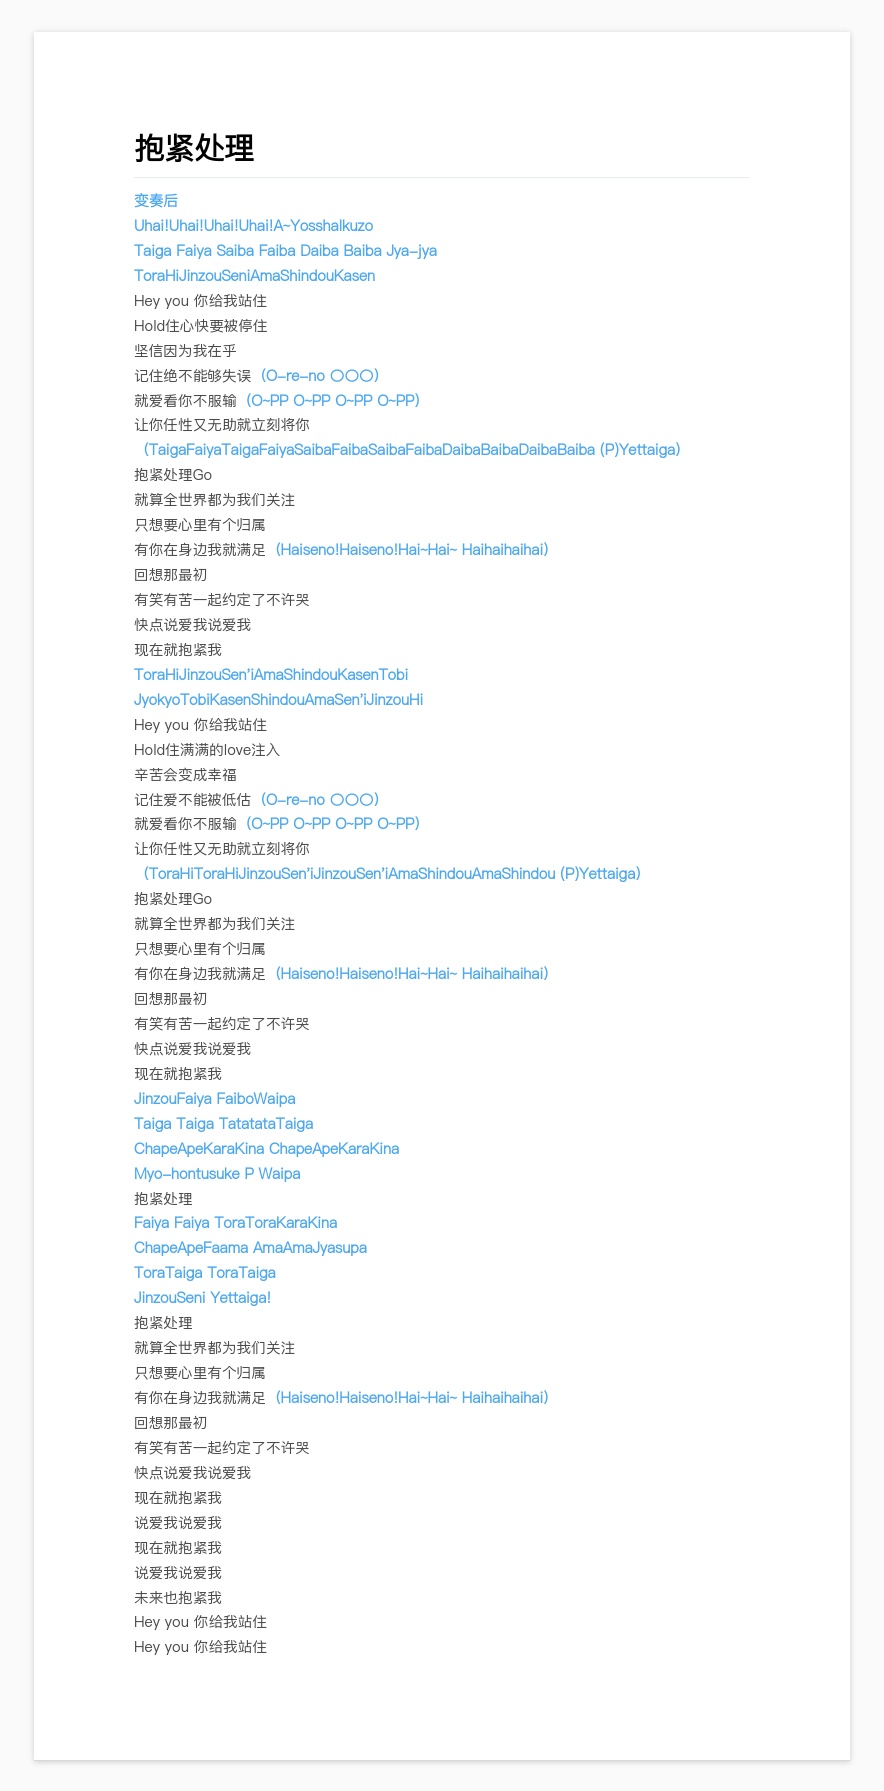 抱紧处理
变奏后
Uhai!Uhai!Uhai!Uhai!A~YosshaIkuzo
Taiga Faiya Saiba Faiba Daiba Baiba Jya-jya
ToraHiJinzouSeniAmaShindouKasen
Hey you 你给我站住
Hold住心快要被停住
坚信因为我在乎
记住绝不能够失误（O-re-no 〇〇〇）
就爱看你不服输（O~PP O~PP O~PP O~PP）
让你任性又无助就立刻将你
（TaigaFaiyaTaigaFaiyaSaibaFaibaSaibaFaibaDaibaBaibaDaibaBaiba (P)Yettaiga）
抱紧处理Go
就算全世界都为我们关注
只想要心里有个归属
有你在身边我就满足（Haiseno!Haiseno!Hai~Hai~ Haihaihaihai）
回想那最初
有笑有苦一起约定了不许哭
快点说爱我说爱我
现在就抱紧我
ToraHiJinzouSen'iAmaShindouKasenTobi
JyokyoTobiKasenShindouAmaSen'iJinzouHi
Hey you 你给我站住
Hold住满满的love注入
辛苦会变成幸福
记住爱不能被低估（O-re-no 〇〇〇）
就爱看你不服输（O~PP O~PP O~PP O~PP）
让你任性又无助就立刻将你
（ToraHiToraHiJinzouSen'iJinzouSen'iAmaShindouAmaShindou (P)Yettaiga）
抱紧处理Go
就算全世界都为我们关注
只想要心里有个归属
有你在身边我就满足（Haiseno!Haiseno!Hai~Hai~ Haihaihaihai）
回想那最初
有笑有苦一起约定了不许哭
快点说爱我说爱我
现在就抱紧我
JinzouFaiya FaiboWaipa
Taiga Taiga TatatataTaiga
ChapeApeKaraKina ChapeApeKaraKina
Myo-hontusuke P Waipa
抱紧处理
Faiya Faiya ToraToraKaraKina
ChapeApeFaama AmaAmaJyasupa
ToraTaiga ToraTaiga
JinzouSeni Yettaiga!
抱紧处理
就算全世界都为我们关注
只想要心里有个归属
有你在身边我就满足（Haiseno!Haiseno!Hai~Hai~ Haihaihaihai）
回想那最初
有笑有苦一起约定了不许哭
快点说爱我说爱我
现在就抱紧我
说爱我说爱我
现在就抱紧我
说爱我说爱我
未来也抱紧我
Hey you 你给我站住
Hey you 你给我站住